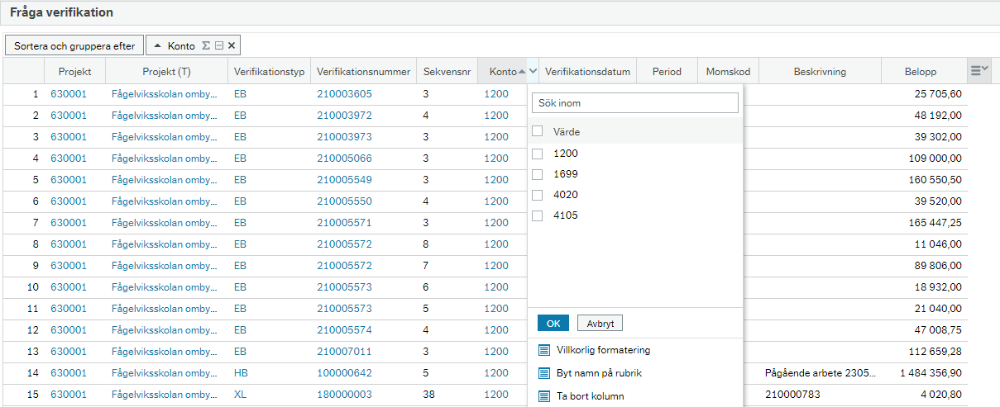 Fråga verifikation
Sortera och gruppera efter Konto Σ
Projekt Projekt (T) Verifikationstyp Verifikationsnummer Sekvensnr Konto Verifikationsdatum Period Momskod Beskrivning Belopp
1 630001 Fågelviksskolan omby... EB 210003605 3 1200 25 705,60
2 630001 Fågelviksskolan omby... EB 210003972 4 1200 48 192,00
3 630001 Fågelviksskolan omby... EB 210003973 3 1200 39 302,00
4 630001 Fågelviksskolan omby... EB 210005066 3 1200 109 000,00
5 630001 Fågelviksskolan omby... EB 210005549 3 1200 160 550,50
6 630001 Fågelviksskolan omby... EB 210005550 4 1200 39 520,00
7 630001 Fågelviksskolan omby... EB 210005571 3 1200 165 447,25
8 630001 Fågelviksskolan omby... EB 210005572 8 1200 11 046,00
9 630001 Fågelviksskolan omby... EB 210005572 7 1200 89 806,00
10 630001 Fågelviksskolan omby... EB 210005573 6 1200 18 932,00
11 630001 Fågelviksskolan omby... EB 210005573 5 1200 21 040,00
12 630001 Fågelviksskolan omby... EB 210005574 4 1200 47 008,75
13 630001 Fågelviksskolan omby... EB 210007011 3 1200 112 659,28
14 630001 Fågelviksskolan omby... HB 100000642 5 1200 Pågående arbete 2305... 1 484 356,90
15 630001 Fågelviksskolan omby... XL 180000003 38 1200 210000783 4 020,80
Sök inom
Värde
1200
1699
4020
4105
OK Avbryt
Villkorlig formatering
Byt namn på rubrik
Ta bort kolumn